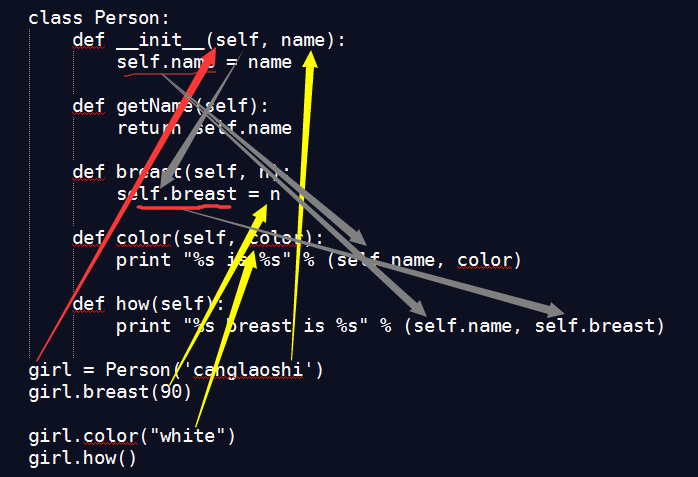 class Person:
def __init__(self, name):
self.name = name
def getName(self):
return self.name
def breast(self, n):
self.breast = n
def color(self, color):
print "%s is %s" % (self.name, color)
def how(self):
print "%s breast is %s" % (self.name, self.breast)
girl = Person('canglaoshi')
girl.breast(90)
girl.color("white")
girl.how()